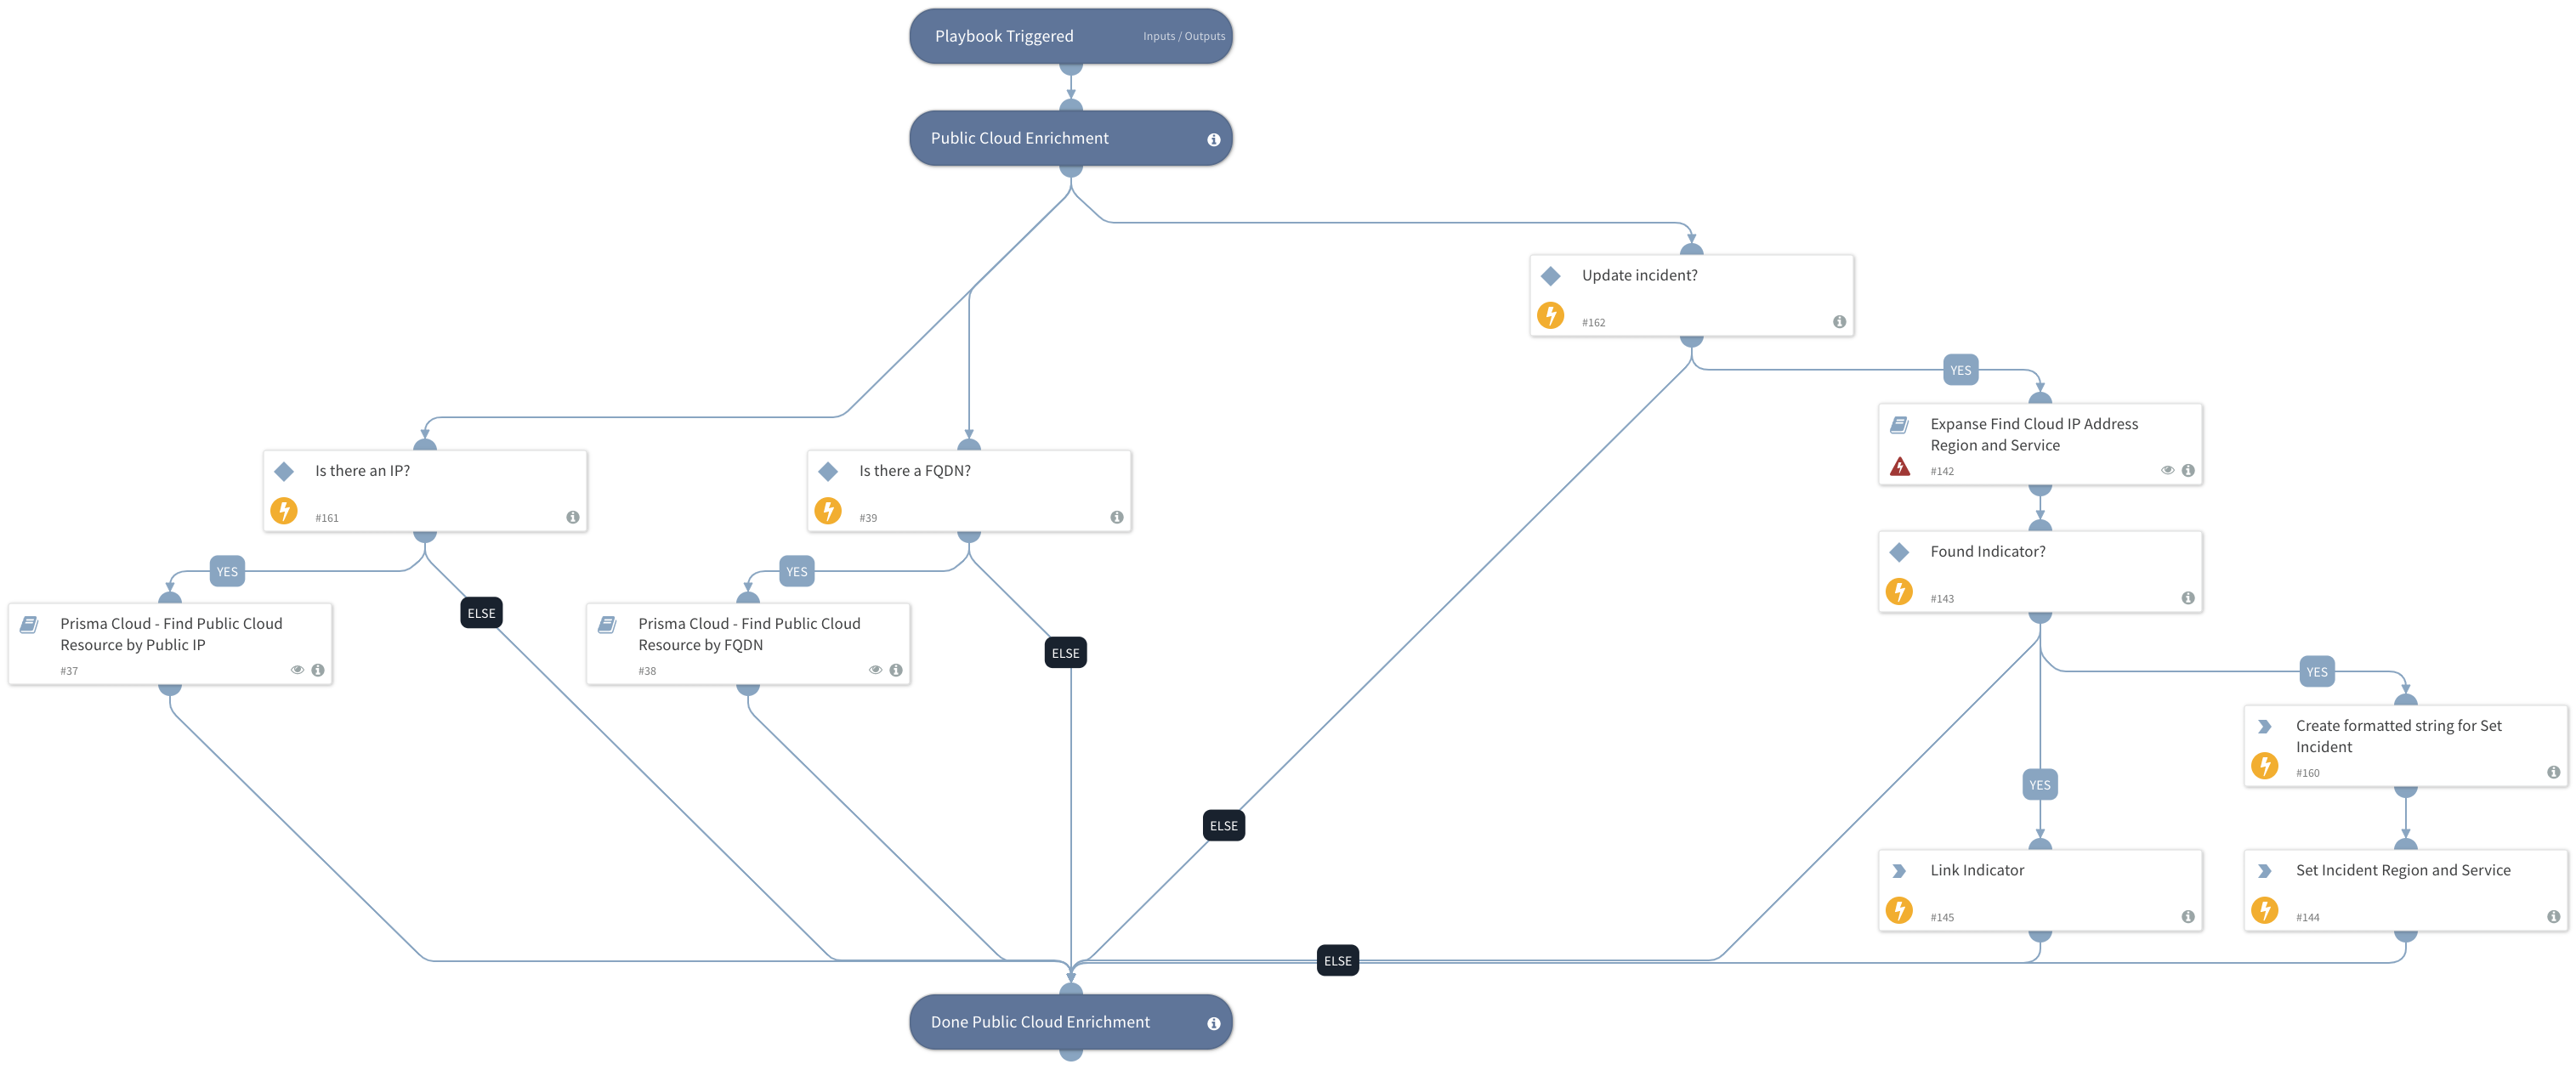 Playbook Triggered
Inputs / Outputs
Public Cloud Enrichment
Update incident?
#162
YES
Expanse Find Cloud IP Address
Region and Service
#142
Is there an IP?
#161
Is there a FQDN?
#39
Found Indicator?
#143
YES
ELSE
YES
ELSE
Prisma Cloud - Find Public Cloud
Resource by Public IP
#37
Prisma Cloud - Find Public Cloud
Resource by FQDN
#38
YES
Create formatted string for Set
Incident
#160
YES
ELSE
Link Indicator
#145
Set Incident Region and Service
#144
ELSE
Done Public Cloud Enrichment